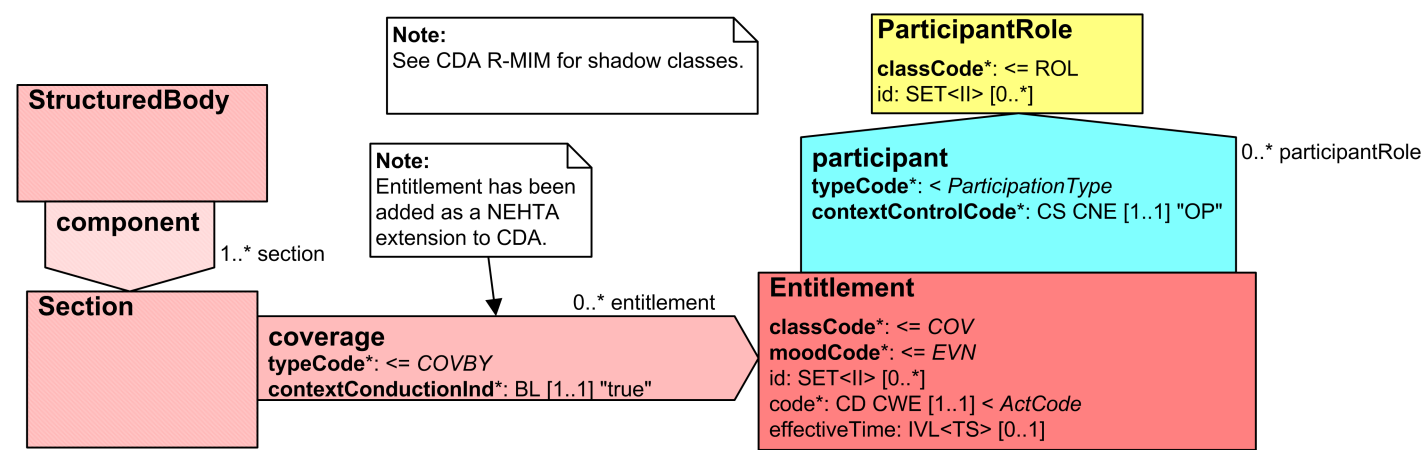 Note:
See CDA R-MIM for shadow classes.
ParticipantRole
classCode*: <= ROL
id: SET<II> [0..*]
StructuredBody
component
1..* section
Note:
Entitlement has been
added as a NEHTA
extension to CDA.
participant
typeCode*: < ParticipationType
contextControlCode*: CS CNE [1..1] "OP"
0..* participantRole
Section
coverage
typeCode*: <= COVBY
contextConductionInd*: BL [1..1] "true"
0..* entitlement
Entitlement
classCode*: <= COV
moodCode*: <= EVN
id: SET<II> [0..*]
code*: CD CWE [1..1] < ActCode
effectiveTime: IVL<TS> [0..1]